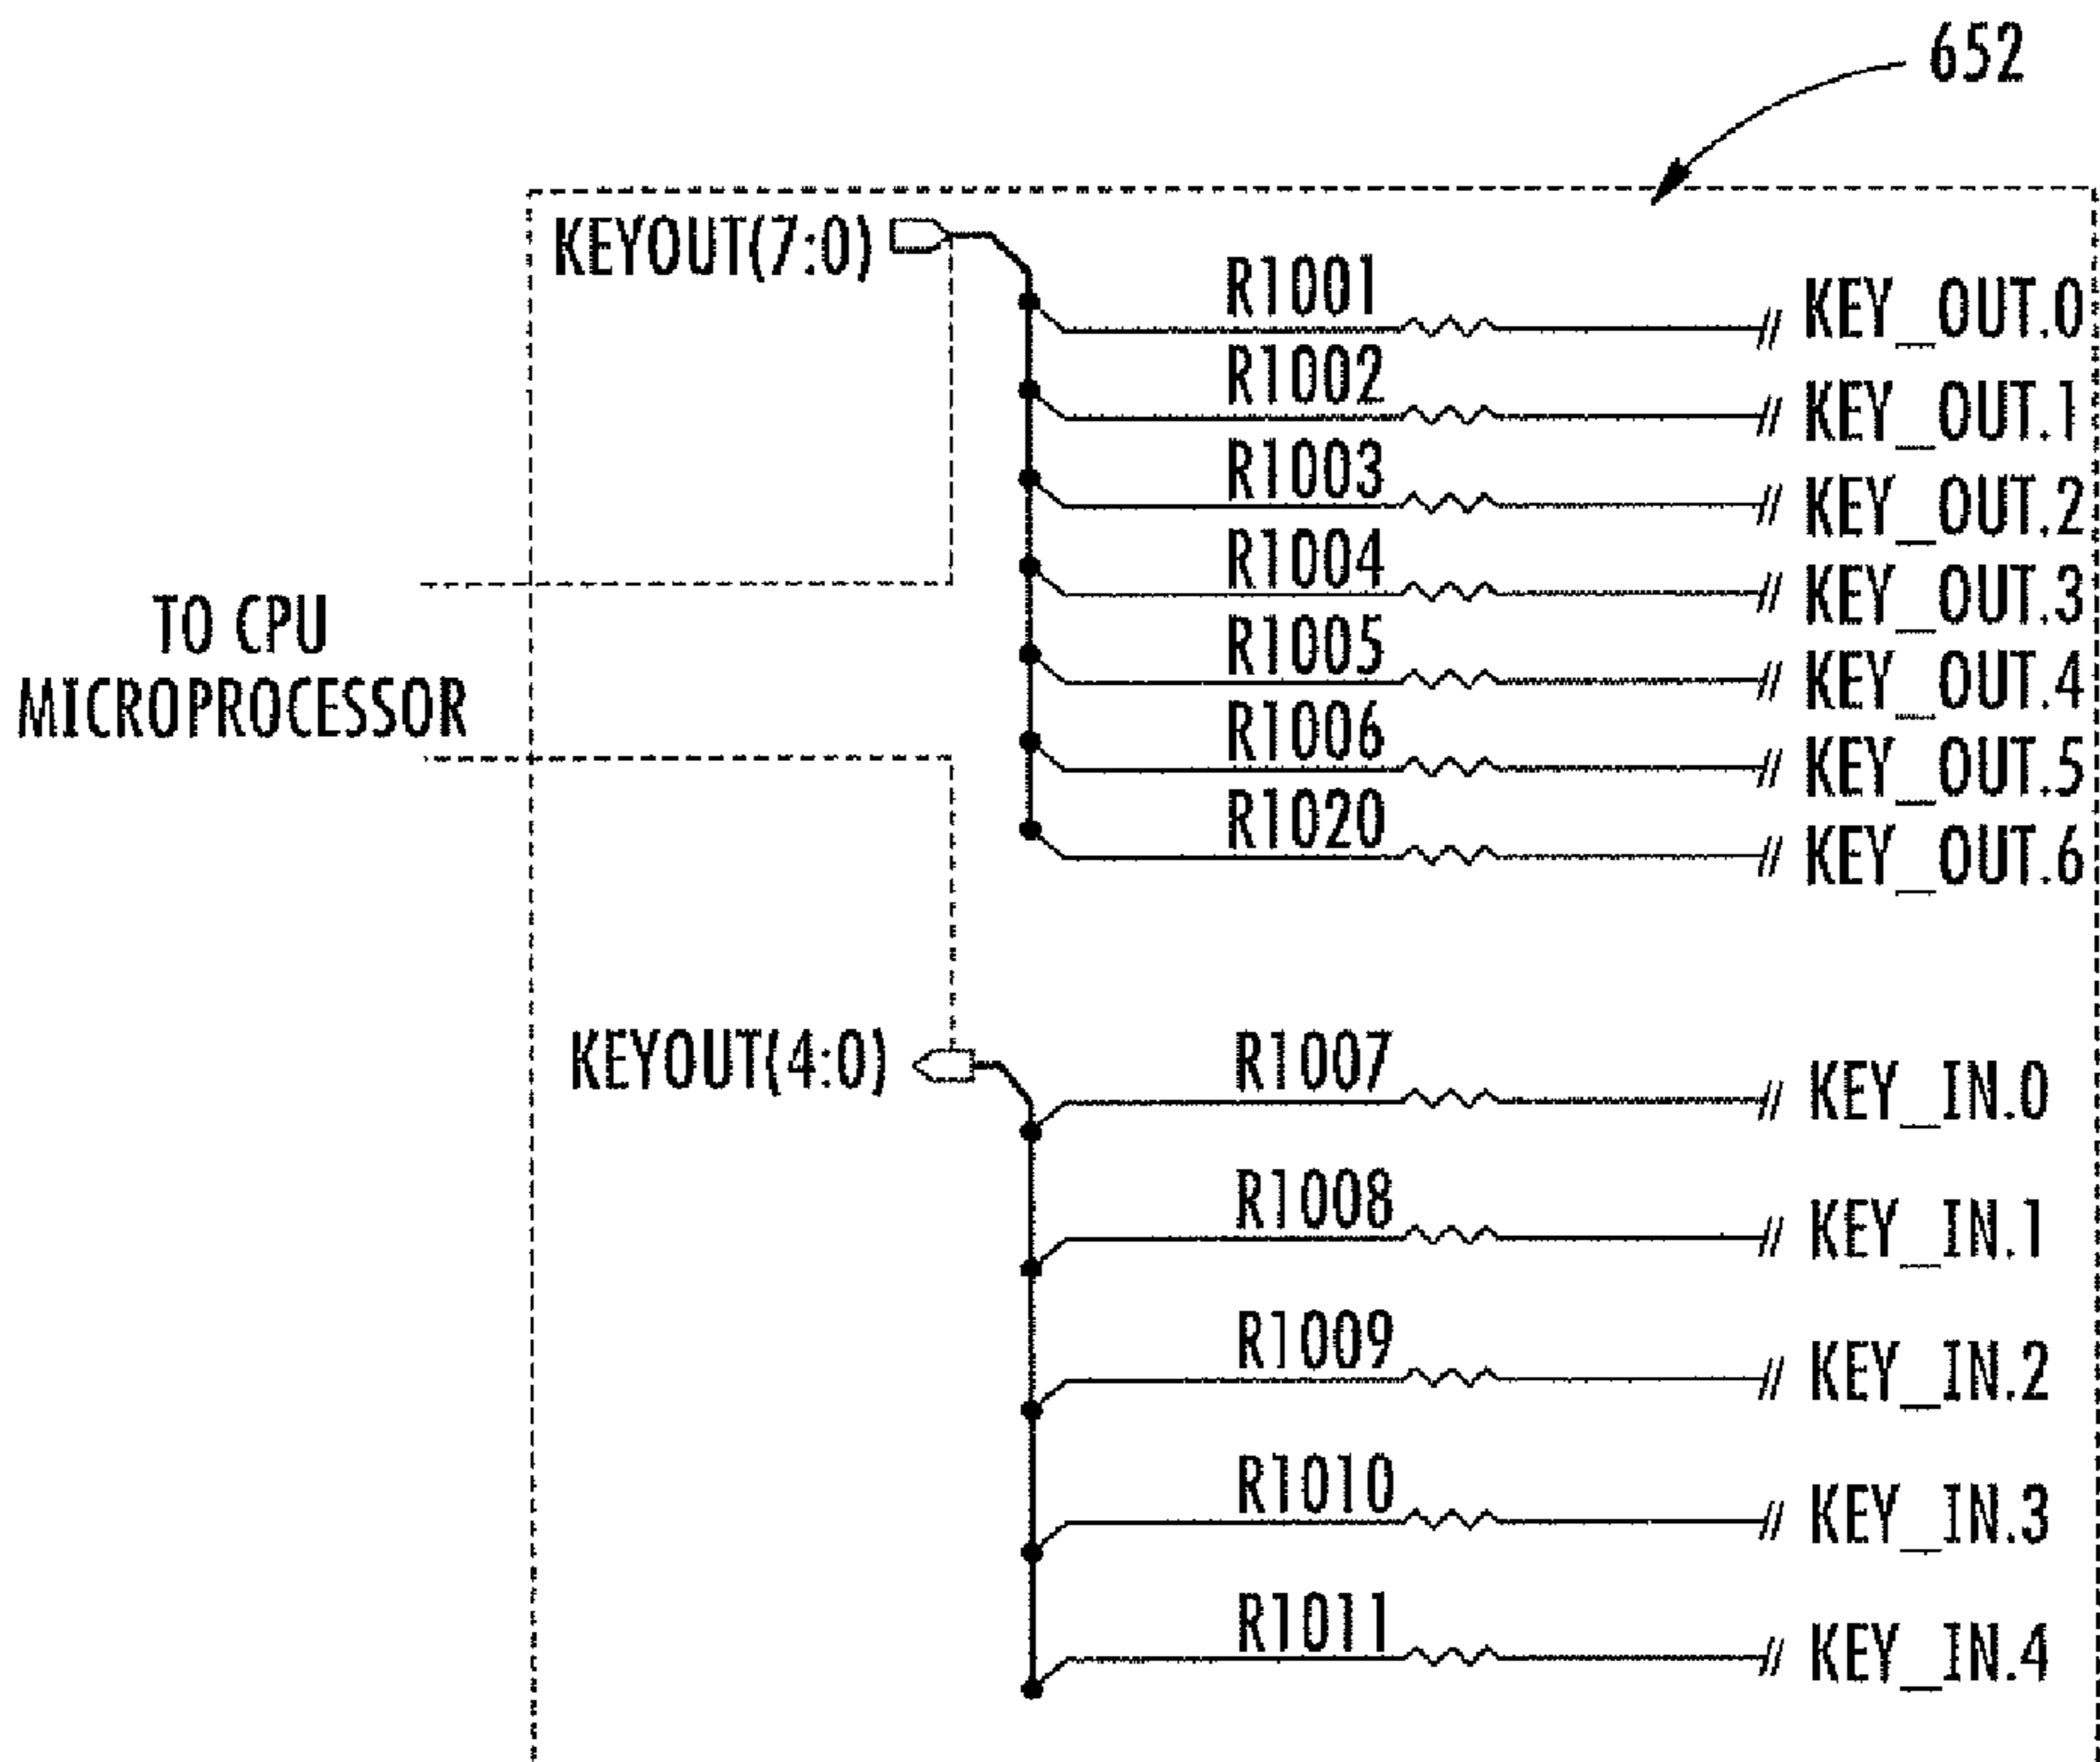 652
KEYOUT(7:0)
R1001 KEY_OUT.0
R1002 KEY_OUT.1
R1003 KEY_OUT.2
R1004 KEY_OUT.3
R1005 KEY_OUT.4
R1006 KEY_OUT.5
R1020 KEY_OUT.6
TO CPU
MICROPROCESSOR
KEYOUT(4:0)
R1007 KEY_IN.0
R1008 KEY_IN.1
R1009 KEY_IN.2
R1010 KEY_IN.3
R1011 KEY_IN.4